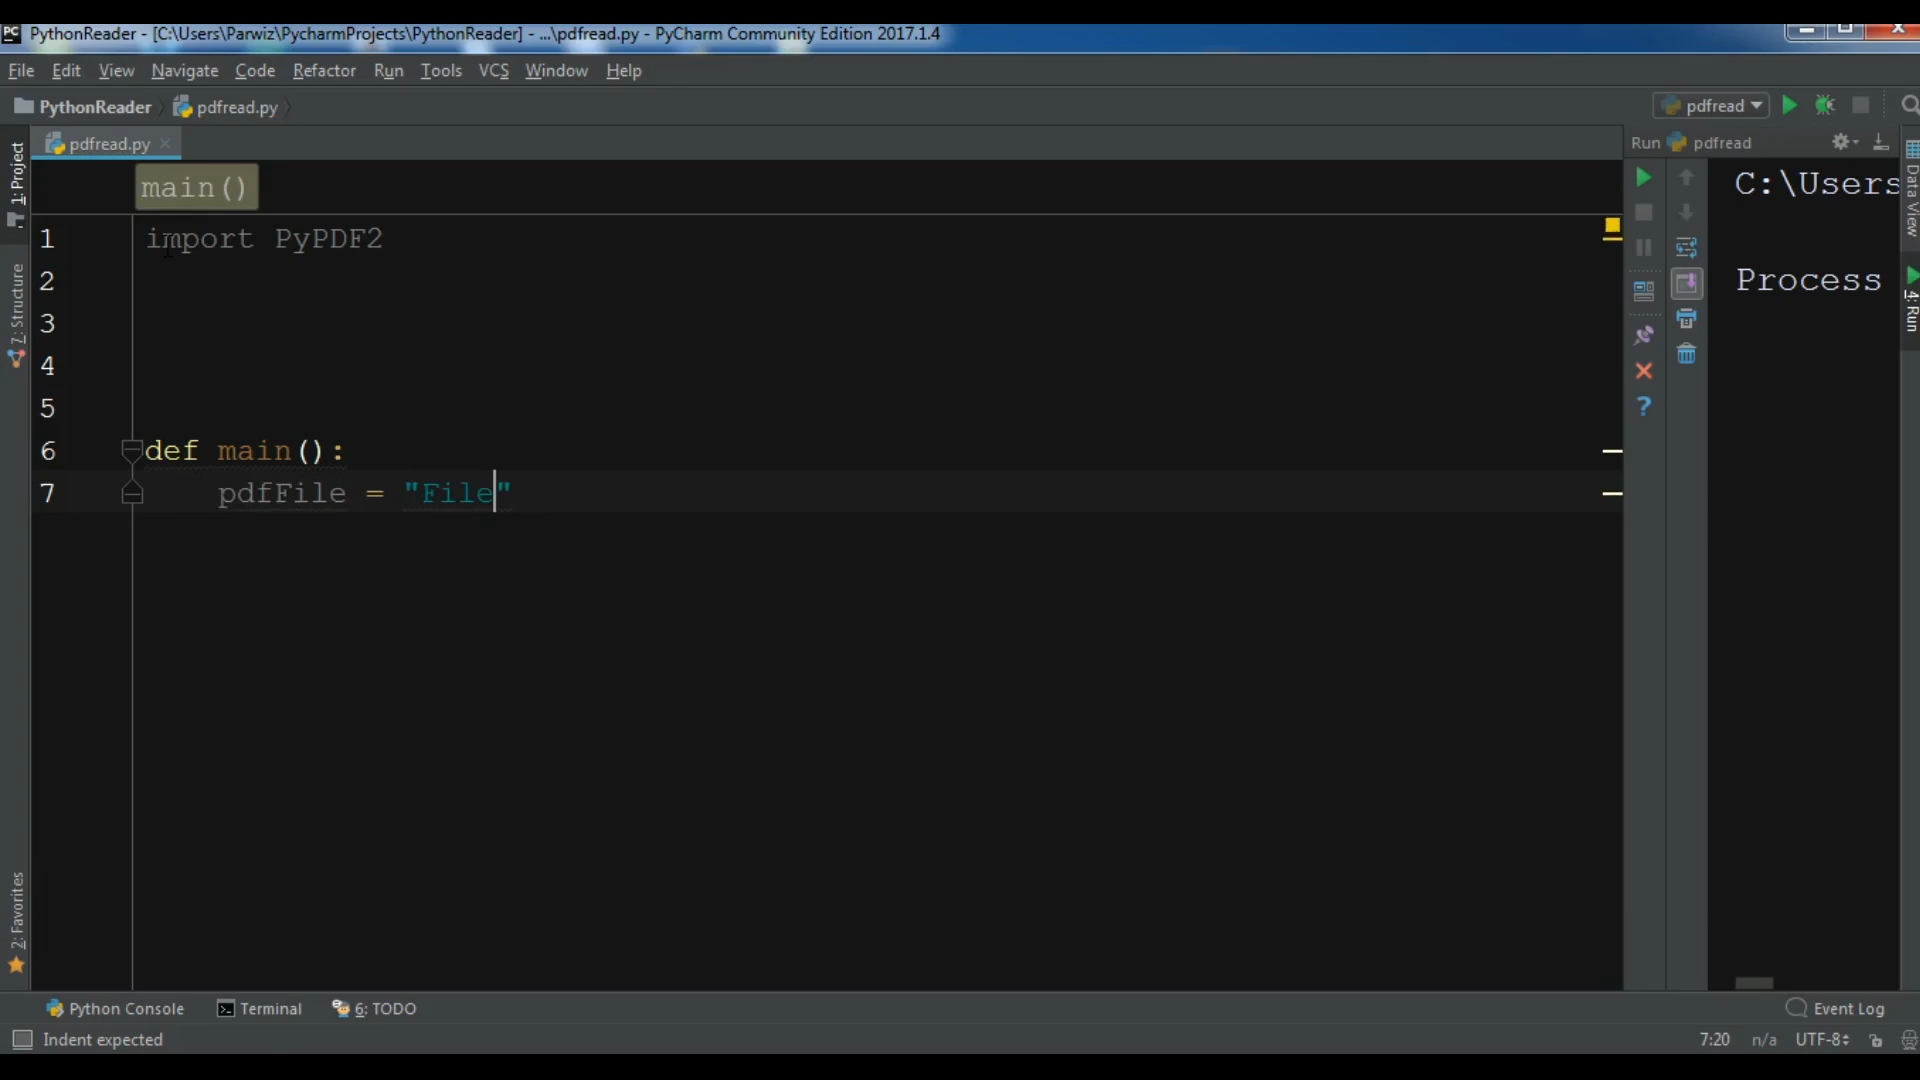 PC PythonReader - [C:\Users\Parwiz\PycharmProjects\PythonReader] - ...\pdfread.py - PyCharm Community Edition 2017.1.4
File Edit View Navigate Code Refactor Run Tools VCS Window Help
PythonReader pdfread.py pdfread
pdfread.py
Run pdfread
main()
1 import PyPDF2
2
3
4
5
6 def main():
7 pdfFile = "File"
C:\Users
Process
1: Project
7: Structure
2: Favorites
Data View
4: Run
Python Console Terminal 6: TODO Event Log
Indent expected 7:20 n/a UTF-8